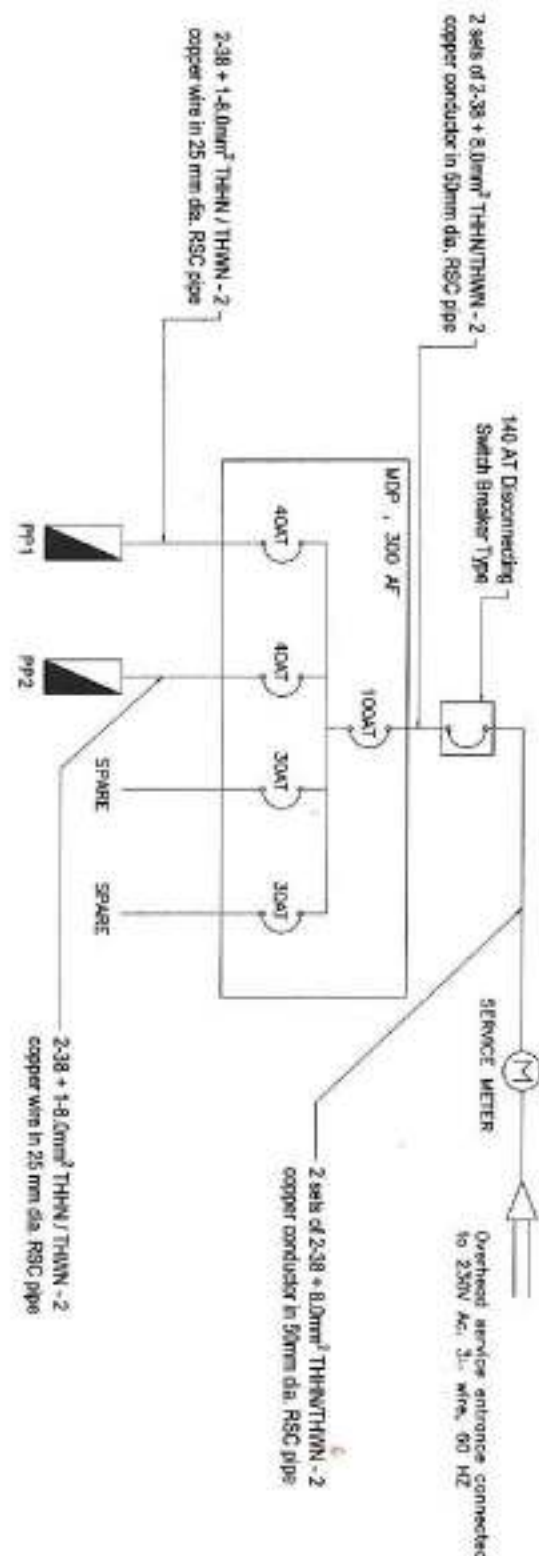 2 sets of 2-38 + 8.0mm² THHN/THWN - 2
copper conductor in 50mm dia. RSC pipe
2-38 + 1-8.0mm² THHN / THWN - 2
copper wire in 25 mm dia. RSC pipe
140 AT Disconnecting
Switch Breaker Type
MDP , 300 AF
100AT
40AT
40AT
30AT
30AT
PP1
PP2
SPARE
SPARE
M
SERVICE METER
Overhead service entrance connected
to 230V Ac, wire, 60 HZ
2 sets of 2-38 + 8.0mm² THHN/THWN - 2
copper conductor in 50mm dia. RSC pipe
2-38 + 1-8.0mm² THHN / THWN - 2
copper wire in 25 mm dia. RSC pipe